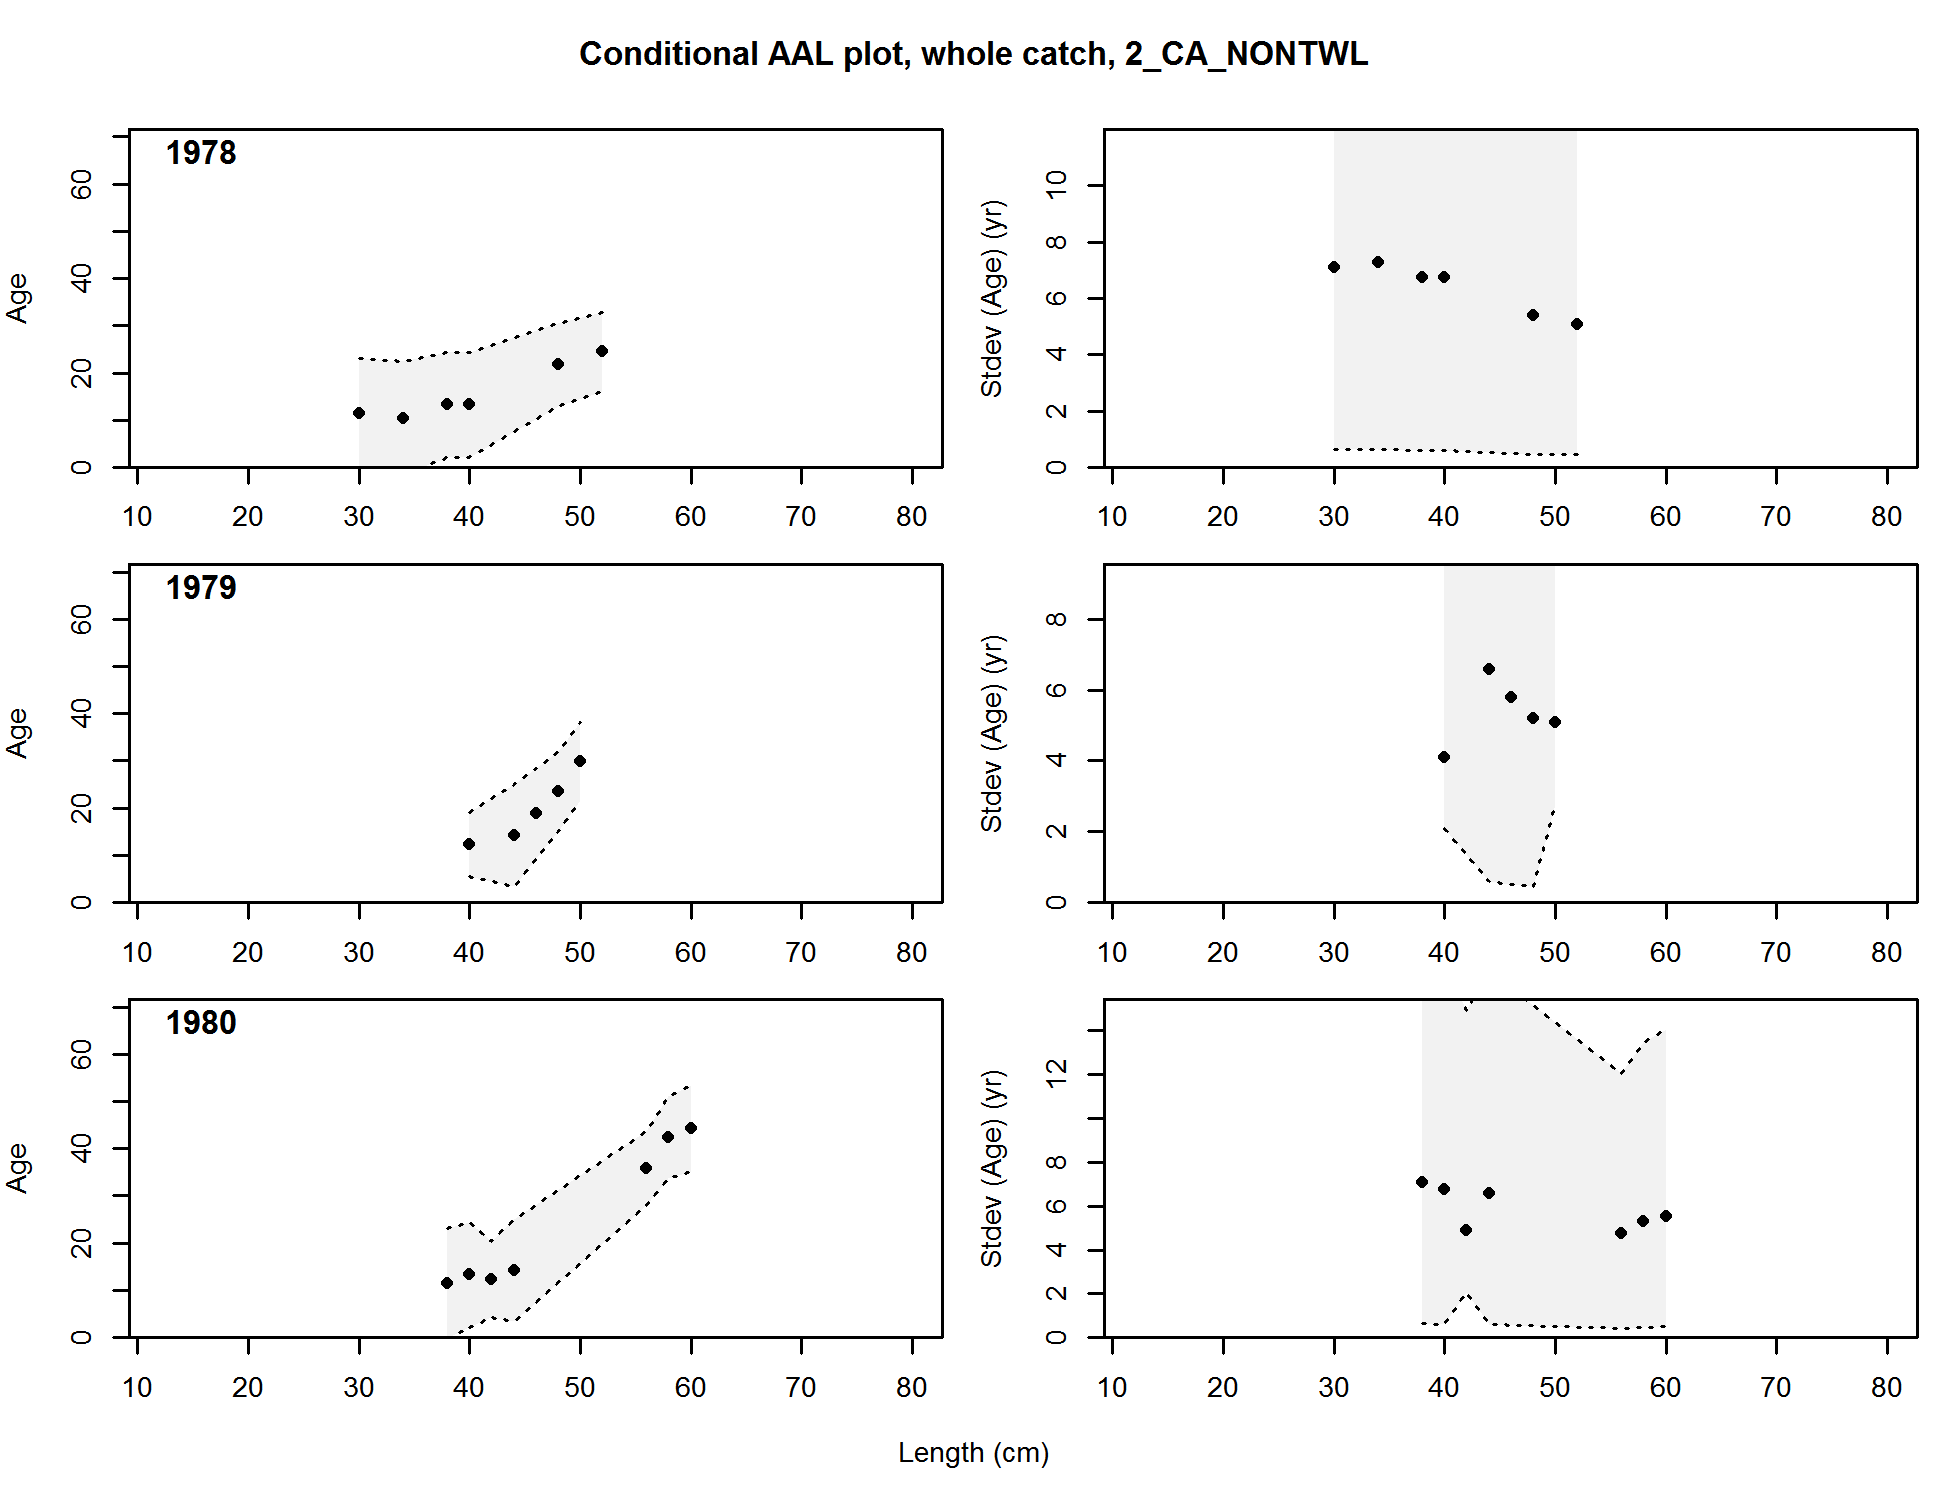 Conditional AAL plot, whole catch, 2_CA_NONTWL
1978
Age
0 20 40 60
10 20 30 40 50 60 70 80
Stdev (Age) (yr)
0 2 4 6 8 10
10 20 30 40 50 60 70 80
1979
Age
0 20 40 60
10 20 30 40 50 60 70 80
Stdev (Age) (yr)
0 2 4 6 8
10 20 30 40 50 60 70 80
1980
Age
0 20 40 60
10 20 30 40 50 60 70 80
Stdev (Age) (yr)
0 2 4 6 8 12
10 20 30 40 50 60 70 80
Length (cm)